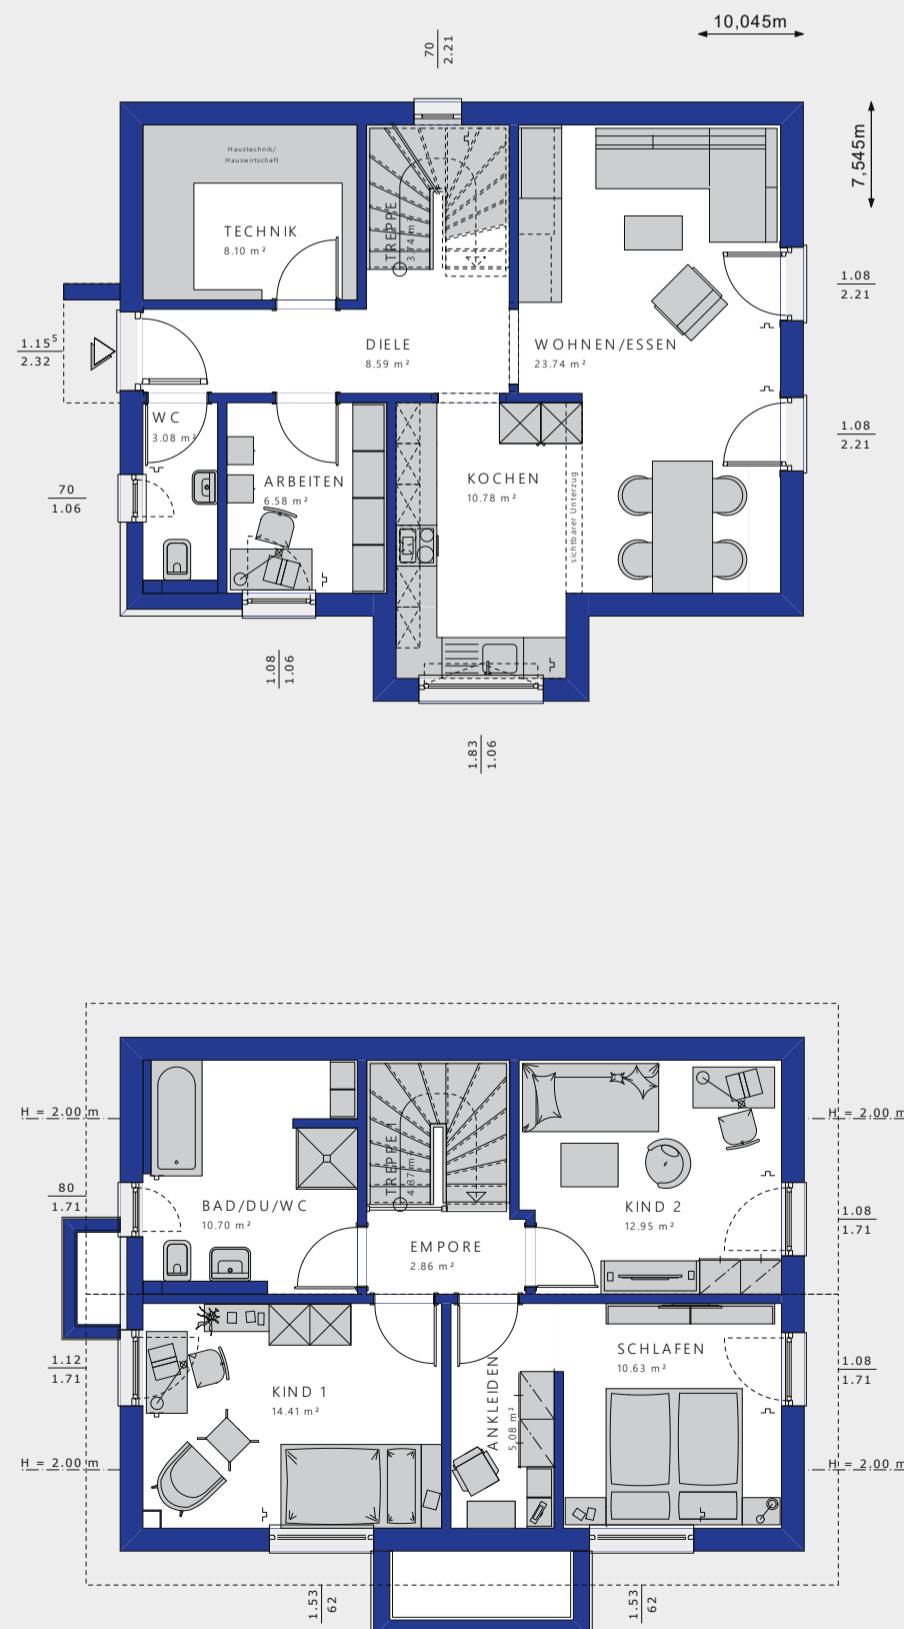 10,045m
70
2.21
7,545m
Haustechnik/
Hauswirtschaft
TECHNIK
8.10 m²
TREPPE
3.74 m²
1.08
2.21
1.15⁵
2.32
DIELE
8.59 m²
WOHNEN/ESSEN
23.74 m²
WC
3.08 m²
1.08
2.21
70
1.06
ARBEITEN
6.58 m²
KOCHEN
10.78 m²
sichtbarer Unterzug
1.08
1.06
1.83
1.06
H = 2.00 m
H = 2.00 m
TREPPE
4.87 m²
80
1.71
BAD/DU/WC
10.70 m²
KIND 2
12.95 m²
1.08
1.71
EMPORE
2.86 m²
1.12
1.71
KIND 1
14.41 m²
ANKLEIDEN
5.08 m²
SCHLAFEN
10.63 m²
1.08
1.71
H = 2.00 m
H = 2.00 m
1.53
62
1.53
62